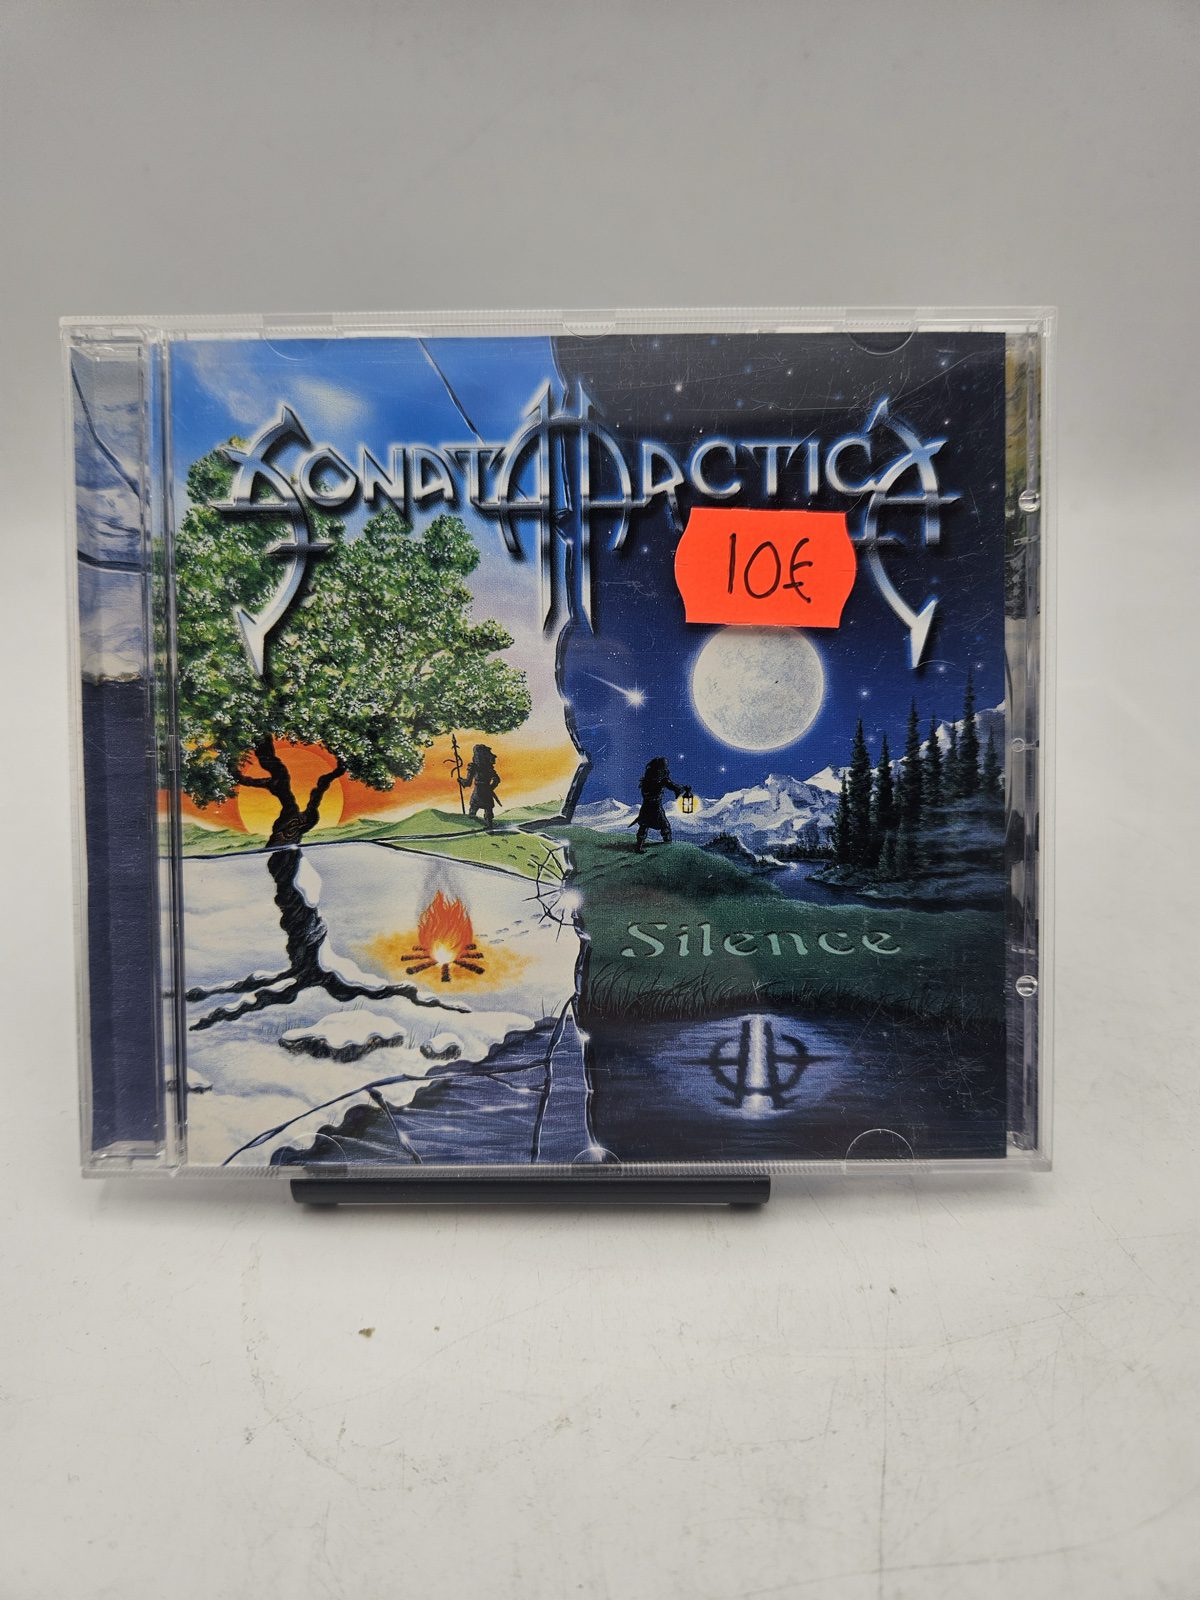 Sonata Arctica
10€
Silence